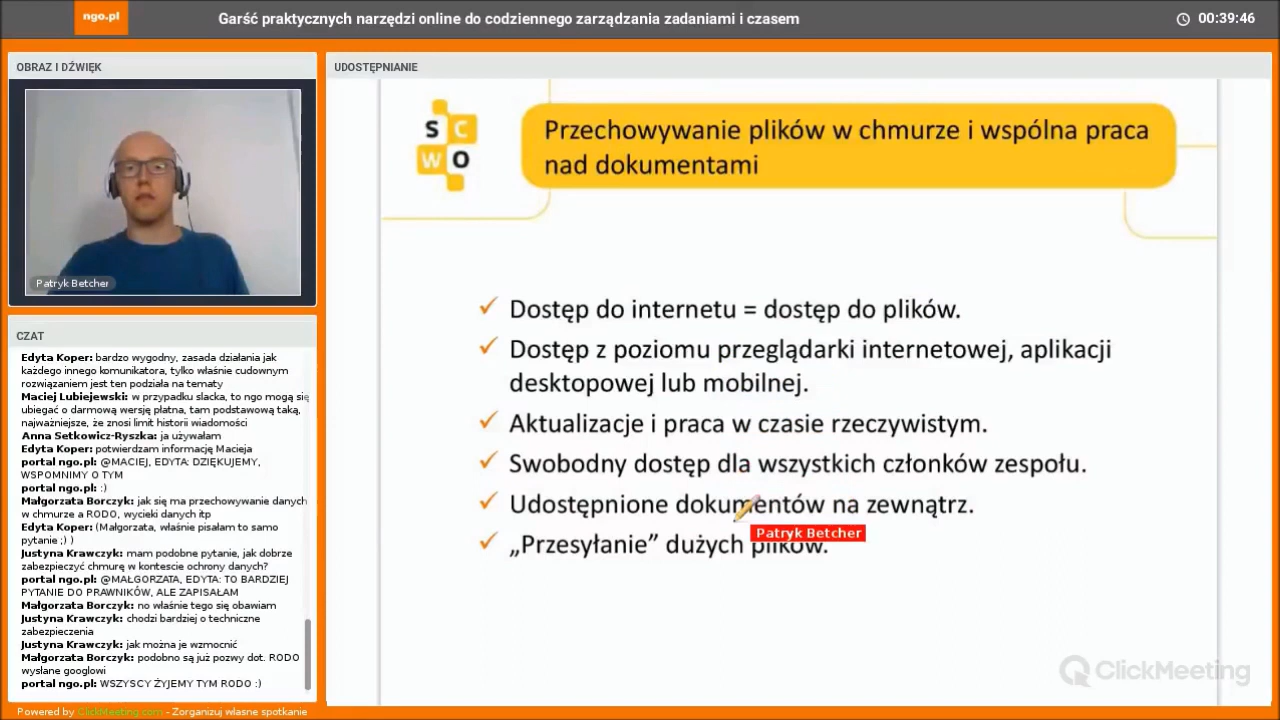 ngo.pl
Garść praktycznych narzędzi online do codziennego zarządzania zadaniami i czasem
00:39:46
OBRAZ I DŹWIĘK
Patryk Betcher
CZAT
Edyta Koper: bardzo wygodny, zasada działania jak
każdego innego komunikatora, tylko właśnie cudownym
rozwiązaniem jest ten podziała na tematy
Maciej Lubiejewski: w przypadku slacka, to ngo mogą się
ubiegać o darmową wersję płatna, tam podstawową taką,
najważniejsze, że znosi limit historii wiadomości
Anna Setkowicz-Ryszka: ja używałam
Edyta Koper: potwierdzam informację Macieja
portal ngo.pl: @MACIEJ, EDYTA: DZIĘKUJEMY,
WSPOMNIMY O TYM
portal ngo.pl: :)
Małgorzata Borczyk: jak się ma przechowywanie danych
w chmurze a RODO, wycieki danych itp
Edyta Koper: (Małgorzata, właśnie pisałam to samo
pytanie ;) )
Justyna Krawczyk: mam podobne pytanie, jak dobrze
zabezpieczyć chmurę w kontescie ochrony danych?
portal ngo.pl: @MAŁGORZATA, EDYTA: TO BARDZIEJ
PYTANIE DO PRAWNIKÓW, ALE ZAPISAŁAM
Małgorzata Borczyk: no właśnie tego się obawiam
Justyna Krawczyk: chodzi bardziej o techniczne
zabezpieczenia
Justyna Krawczyk: jak można je wzmocnić
Małgorzata Borczyk: podobno są już pozwy dot. RODO
wysłane googlowi
portal ngo.pl: WSZYSCY ŻYJEMY TYM RODO :)
Powered by ClickMeeting.com - Zorganizuj własne spotkanie
UDOSTĘPNIANIE
S C
W O
Przechowywanie plików w chmurze i wspólna praca
nad dokumentami
Dostęp do internetu = dostęp do plików.
Dostęp z poziomu przeglądarki internetowej, aplikacji
desktopowej lub mobilnej.
Aktualizacje i praca w czasie rzeczywistym.
Swobodny dostęp dla wszystkich członków zespołu.
Udostępnione dokumentów na zewnątrz.
Patryk Betcher
„Przesyłanie” dużych plików.
ClickMeeting